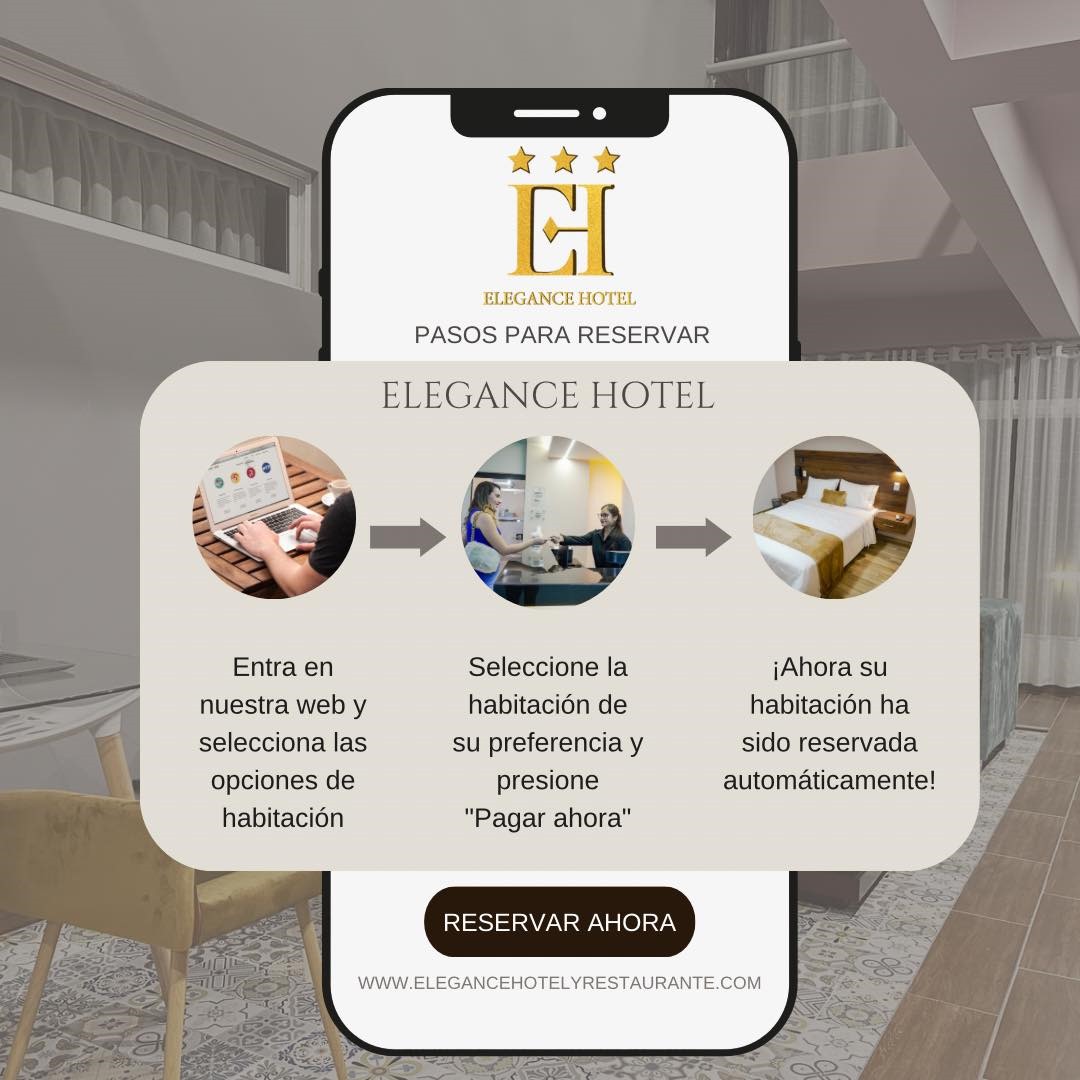 ELEGANCE HOTEL
PASOS PARA RESERVAR
ELEGANCE HOTEL
Entra en
nuestra web y
selecciona las
opciones de
habitación
Seleccione la
habitación de
su preferencia y
presione
"Pagar ahora"
¡Ahora su
habitación ha
sido reservada
automáticamente!
RESERVAR AHORA
WWW.ELEGANCEHOTELYRESTAURANTE.COM